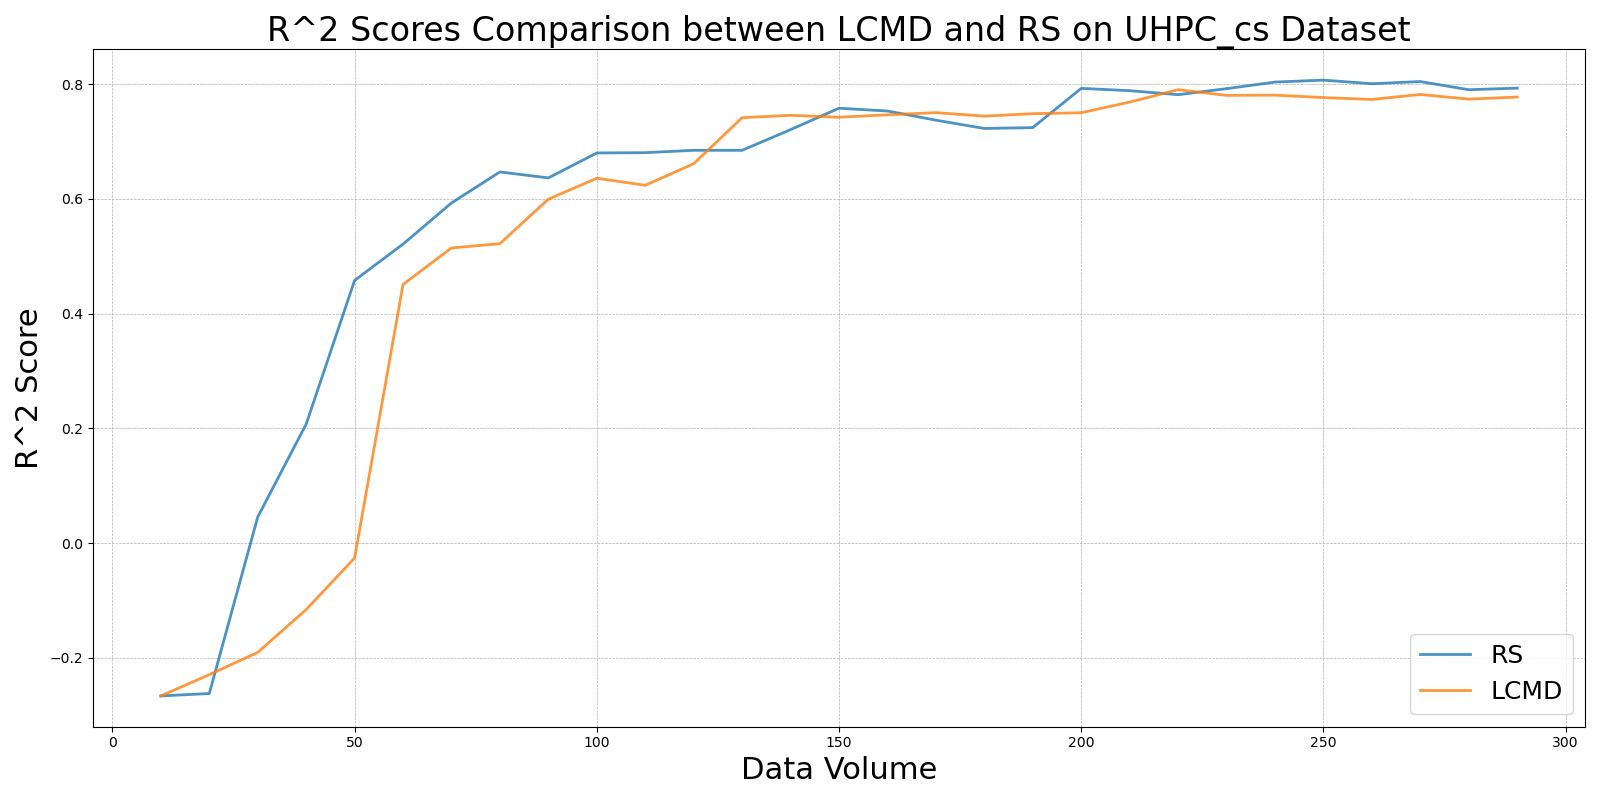 R^2 Scores Comparison between LCMD and RS on UHPC_cs Dataset
R^2 Score
0.8
0.6
0.4
0.2
0.0
−0.2
0 50 100 150 200 250 300
Data Volume
RS
LCMD